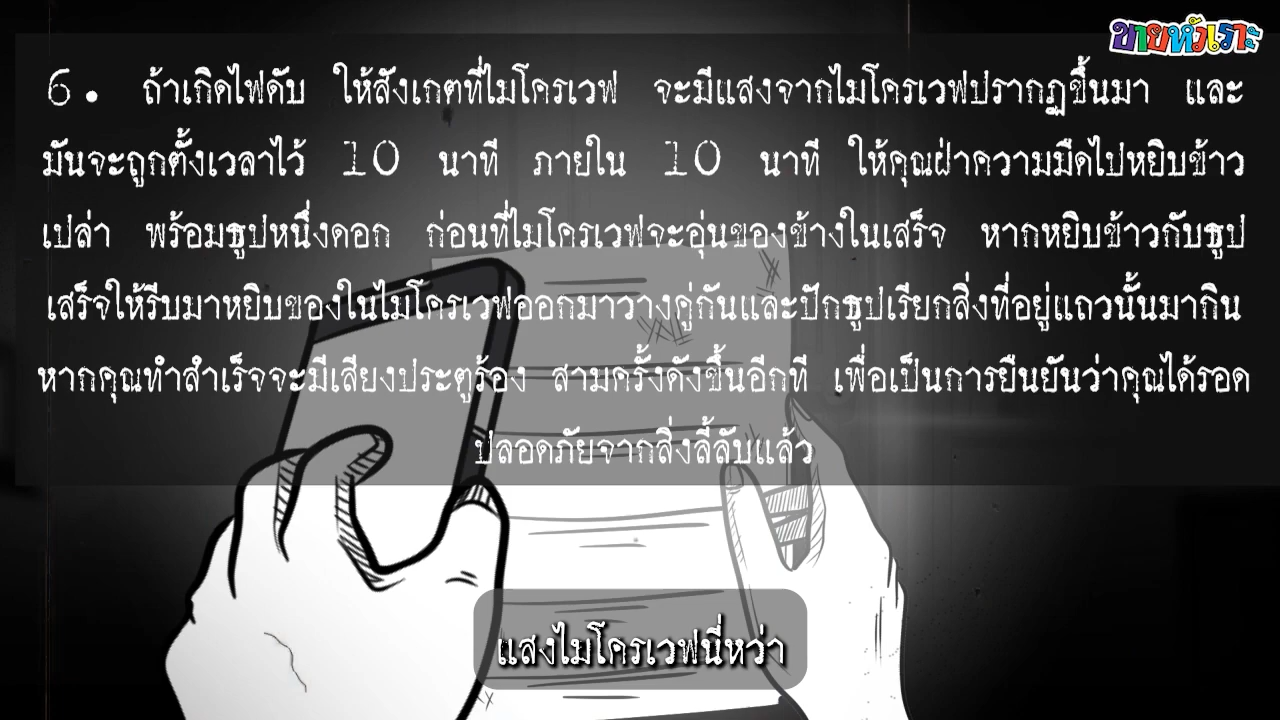 ขายหัวเราะ
6. ถ้าเกิดไฟดับ ให้สังเกตที่ไมโครเวฟ จะมีแสงจากไมโครเวฟปรากฏขึ้นมา และ
มันจะถูกตั้งเวลาไว้ 10 นาที ภายใน 10 นาที ให้คุณฝ่าความมืดไปหยิบข้าว
เปล่า พร้อมธูปหนึ่งดอก ก่อนที่ไมโครเวฟจะอุ่นของข้างในเสร็จ หากหยิบข้าวกับธูป
เสร็จให้รีบมาหยิบของในไมโครเวฟออกมาวางคู่กันและปักธูปเรียกสิ่งที่อยู่แถวนั้นมากิน
หากคุณทำสำเร็จจะมีเสียงประตูร้อง สามครั้งดังขึ้นอีกที เพื่อเป็นการยืนยันว่าคุณได้รอด
ปลอดภัยจากสิ่งลี้ลับแล้ว
แสงไมโครเวฟนี่หว่า